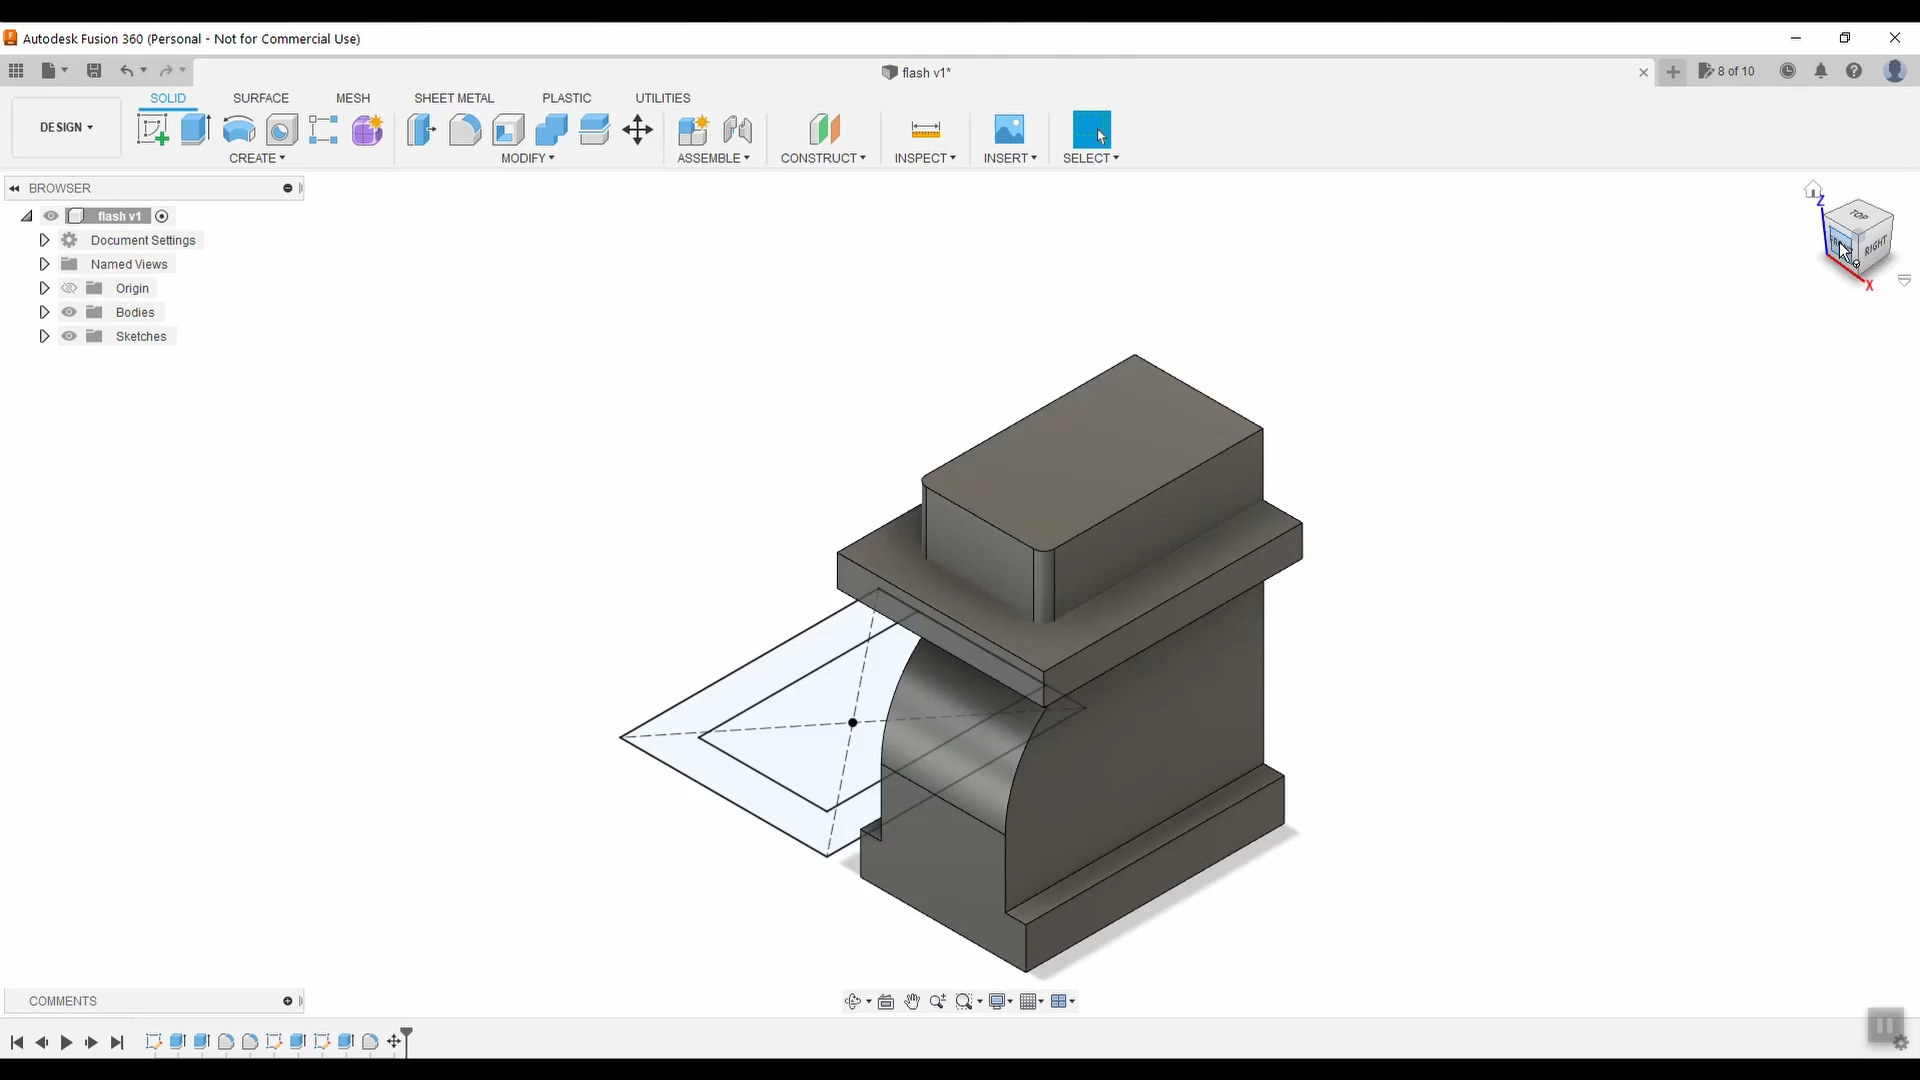 Autodesk Fusion 360 (Personal - Not for Commercial Use)
flash v1*
8 of 10
SOLID SURFACE MESH SHEET METAL PLASTIC UTILITIES
DESIGN
CREATE MODIFY ASSEMBLE CONSTRUCT INSPECT INSERT SELECT
BROWSER
flash v1
Document Settings
Named Views
Origin
Bodies
Sketches
Z
TOP
RIGHT
X
COMMENTS